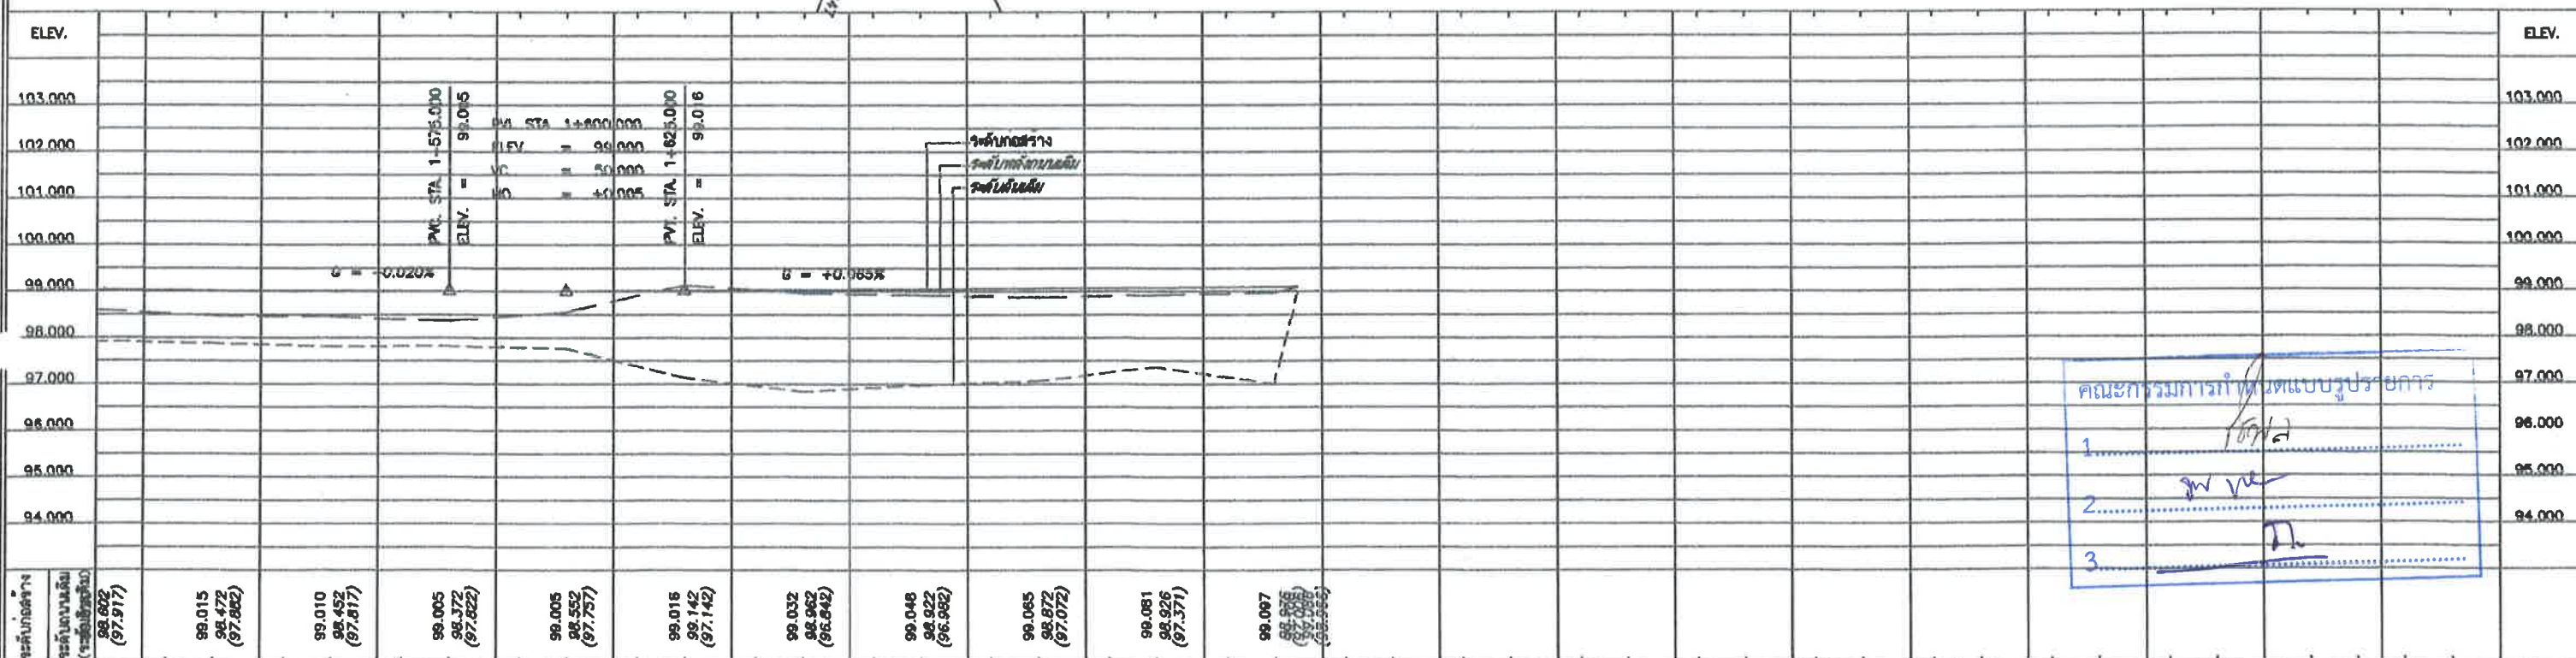 ELEV.
ELEV.
103.000
103.000
102.000
102.000
101.000
101.000
100.000
100.000
99.000
99.000
98.000
98.000
97.000
97.000
96.000
96.000
95.000
95.000
94.000
94.000
PVC. STA. 1+575.000
ELEV. = 99.005
PVI. STA. 1+600.000
ELEV. = 99.000
VC = 50.000
MO = +0.005
PVT. STA. 1+625.000
ELEV. = 99.016
G = -0.020%
G = +0.065%
ระดับก่อสร้าง
ระดับหลังถนนเดิม
ระดับดินเดิม
คณะกรรมการกำหนดแบบรูปรายการ
1
2
3
ระดับก่อสร้าง
ระดับถนนเดิม
98.602
(97.917)
99.015
98.472
(97.882)
99.010
98.452
(97.817)
99.005
98.372
(97.822)
99.005
98.552
(97.757)
99.016
99.142
(97.142)
99.032
98.962
(96.842)
99.048
98.922
(96.982)
99.065
98.872
(97.072)
99.081
98.926
(97.371)
99.097